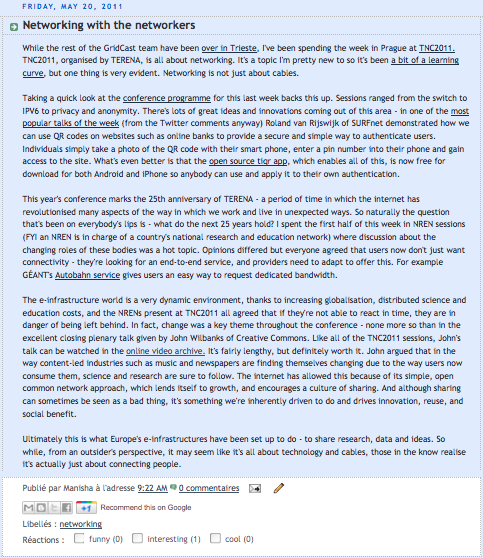 FRIDAY, MAY 20, 2011
Networking with the networkers
While the rest of the GridCast team have been over in Trieste, I've been spending the week in Prague at TNC2011.
TNC2011, organised by TERENA, is all about networking. It's a topic I'm pretty new to so it's been a bit of a learning
curve, but one thing is very evident. Networking is not just about cables.
Taking a quick look at the conference programme for this last week backs this up. Sessions ranged from the switch to
IPV6 to privacy and anonymity. There's lots of great ideas and innovations coming out of this area - in one of the most
popular talks of the week (from the Twitter comments anyway) Roland van Rijswijk of SURFnet demonstrated how we
can use QR codes on websites such as online banks to provide a secure and simple way to authenticate users.
Individuals simply take a photo of the QR code with their smart phone, enter a pin number into their phone and gain
access to the site. What's even better is that the open source tiqr app, which enables all of this, is now free for
download for both Android and iPhone so anybody can use and apply it to their own authentication.
This year's conference marks the 25th anniversary of TERENA - a period of time in which the internet has
revolutionised many aspects of the way in which we work and live in unexpected ways. So naturally the question
that's been on everybody's lips is - what do the next 25 years hold? I spent the first half of this week in NREN sessions
(FYI an NREN is in charge of a country's national research and education network) where discussion about the
changing roles of these bodies was a hot topic. Opinions differed but everyone agreed that users now don't just want
connectivity - they're looking for an end-to-end service, and providers need to adapt to offer this. For example
GÉANT's Autobahn service gives users an easy way to request dedicated bandwidth.
The e-infrastructure world is a very dynamic environment, thanks to increasing globalisation, distributed science and
education costs, and the NRENs present at TNC2011 all agreed that if they're not able to react in time, they are in
danger of being left behind. In fact, change was a key theme throughout the conference - none more so than in the
excellent closing plenary talk given by John Wilbanks of Creative Commons. Like all of the TNC2011 sessions, John's
talk can be watched in the online video archive. It's fairly lengthy, but definitely worth it. John argued that in the
way content-led industries such as music and newspapers are finding themselves changing due to the way users now
consume them, science and research are sure to follow. The internet has allowed this because of its simple, open
common network approach, which lends itself to growth, and encourages a culture of sharing. And although sharing
can sometimes be seen as a bad thing, it's something we're inherently driven to do and drives innovation, reuse, and
social benefit.
Ultimately this is what Europe's e-infrastructures have been set up to do - to share research, data and ideas. So
while, from an outsider's perspective, it may seem like it's all about technology and cables, those in the know realise
it's actually just about connecting people.
Publié par Manisha à l'adresse 9:22 AM 0 commentaires
+1 Recommend this on Google
Libellés : networking
Réactions : funny (0) interesting (1) cool (0)